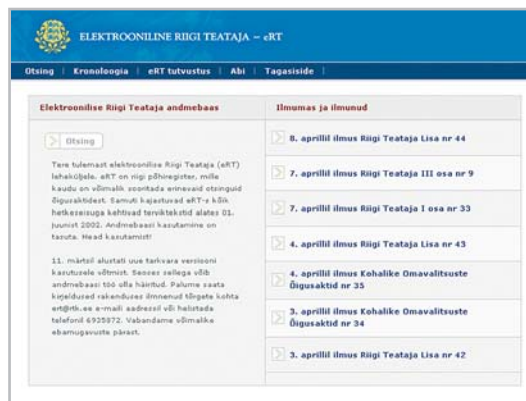 ELEKTROONILINE RIIGI TEATAJA – eRT
Otsing | Kronoloogia | eRT tutvustus | Abi | Tagasiside |
Elektroonilise Riigi Teataja andmebaas
Otsing
Tere tulemast elektroonilise Riigi Teataja (eRT)
leheküljele. eRT on riigi põhiregister, mille
kaudu on võimalik sooritada erinevaid otsinguid
õigusaktidest. Samuti kajastuvad eRT-s kõik
hetkeseisuga kehtivad terviktekstid alates 01.
juunist 2002. Andmebaasi kasutamine on
tasuta. Head kasutamist!
11. märtsil alustati uue tarkvara versiooni
kasutusele võtmist. Seoses sellega võib
andmebaasi töö olla häiritud. Palume saata
kirjeldused rakenduses ilmnenud tõrgete kohta
ert@rtk.ee e-maili aadressil või helistada
telefonil 6935872. Vabandame võimalike
ebamugavuste pärast.
Ilmumas ja ilmunud
8. aprillil ilmus Riigi Teataja Lisa nr 44
7. aprillil ilmus Riigi Teataja III osa nr 9
7. aprillil ilmus Riigi Teataja I osa nr 33
4. aprillil ilmus Riigi Teataja Lisa nr 43
4. aprillil ilmus Kohalike Omavalitsuste
Õigusaktid nr 35
3. aprillil ilmus Kohalike Omavalitsuste
Õigusaktid nr 34
3. aprillil ilmus Riigi Teataja Lisa nr 42